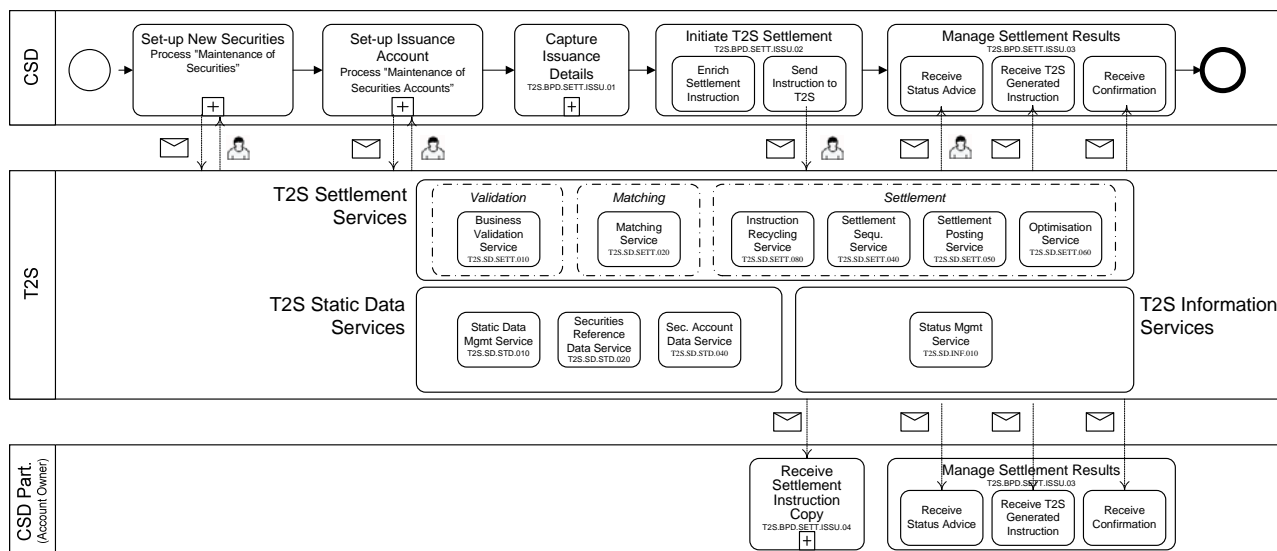 CSD
Set-up New Securities
Process "Maintenance of
Securities"
+
Set-up Issuance
Account
Process "Maintenance of
Securities Accounts"
+
Capture
Issuance
Details
T2S.BPD.SETT.ISSU.01
+
Initiate T2S Settlement
T2S.BPD.SETT.ISSU.02
Enrich
Settlement
Instruction
Send
Instruction to
T2S
Manage Settlement Results
T2S.BPD.SETT.ISSU.03
Receive
Status Advice
Receive T2S
Generated
Instruction
Receive
Confirmation
T2S
T2S Settlement
Services
Validation
Business
Validation
Service
T2S.SD.SETT.010
Matching
Matching
Service
T2S.SD.SETT.020
Settlement
Instruction
Recycling
Service
T2S.SD.SETT.080
Settlement
Sequ.
Service
T2S.SD.SETT.040
Settlement
Posting
Service
T2S.SD.SETT.050
Optimisation
Service
T2S.SD.SETT.060
T2S Static Data
Services
Static Data
Mgmt Service
T2S.SD.STD.010
Securities
Reference
Data Service
T2S.SD.STD.020
Sec. Account
Data Service
T2S.SD.STD.040
Status Mgmt
Service
T2S.SD.INF.010
T2S Information
Services
CSD Part.
(Account Owner)
Receive
Settlement
Instruction
Copy
T2S.BPD.SETT.ISSU.04
+
Manage Settlement Results
T2S.BPD.SETT.ISSU.03
Receive
Status Advice
Receive T2S
Generated
Instruction
Receive
Confirmation